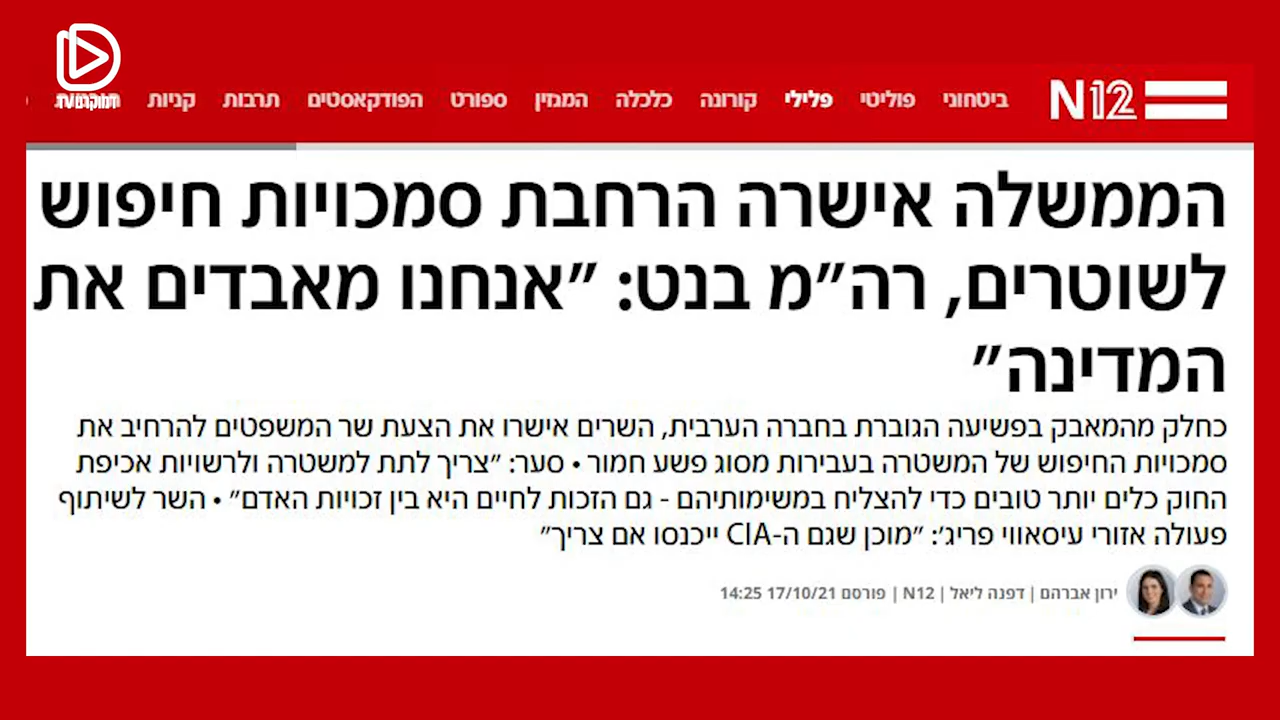 N12
ביטחוני פוליטי פלילי קורונה כלכלה המגזין ספורט הפודקאסטים תרבות קניות
הממשלה אישרה הרחבת סמכויות חיפוש
לשוטרים, רה״מ בנט: ״אנחנו מאבדים את
המדינה״
כחלק מהמאבק בפשיעה הגוברת בחברה הערבית, השרים אישרו את הצעת שר המשפטים להרחיב את
סמכויות החיפוש של המשטרה בעבירות מסוג פשע חמור • סער: ״צריך לתת למשטרה ולרשויות אכיפת
החוק כלים יותר טובים כדי להצליח במשימותיהם - גם הזכות לחיים היא בין זכויות האדם״ • השר לשיתוף
פעולה אזורי עיסאווי פריג׳: ״מוכן שגם ה-CIA ייכנסו אם צריך״
ירון אברהם | דפנה ליאל | N12 | פורסם 17/10/21 14:25